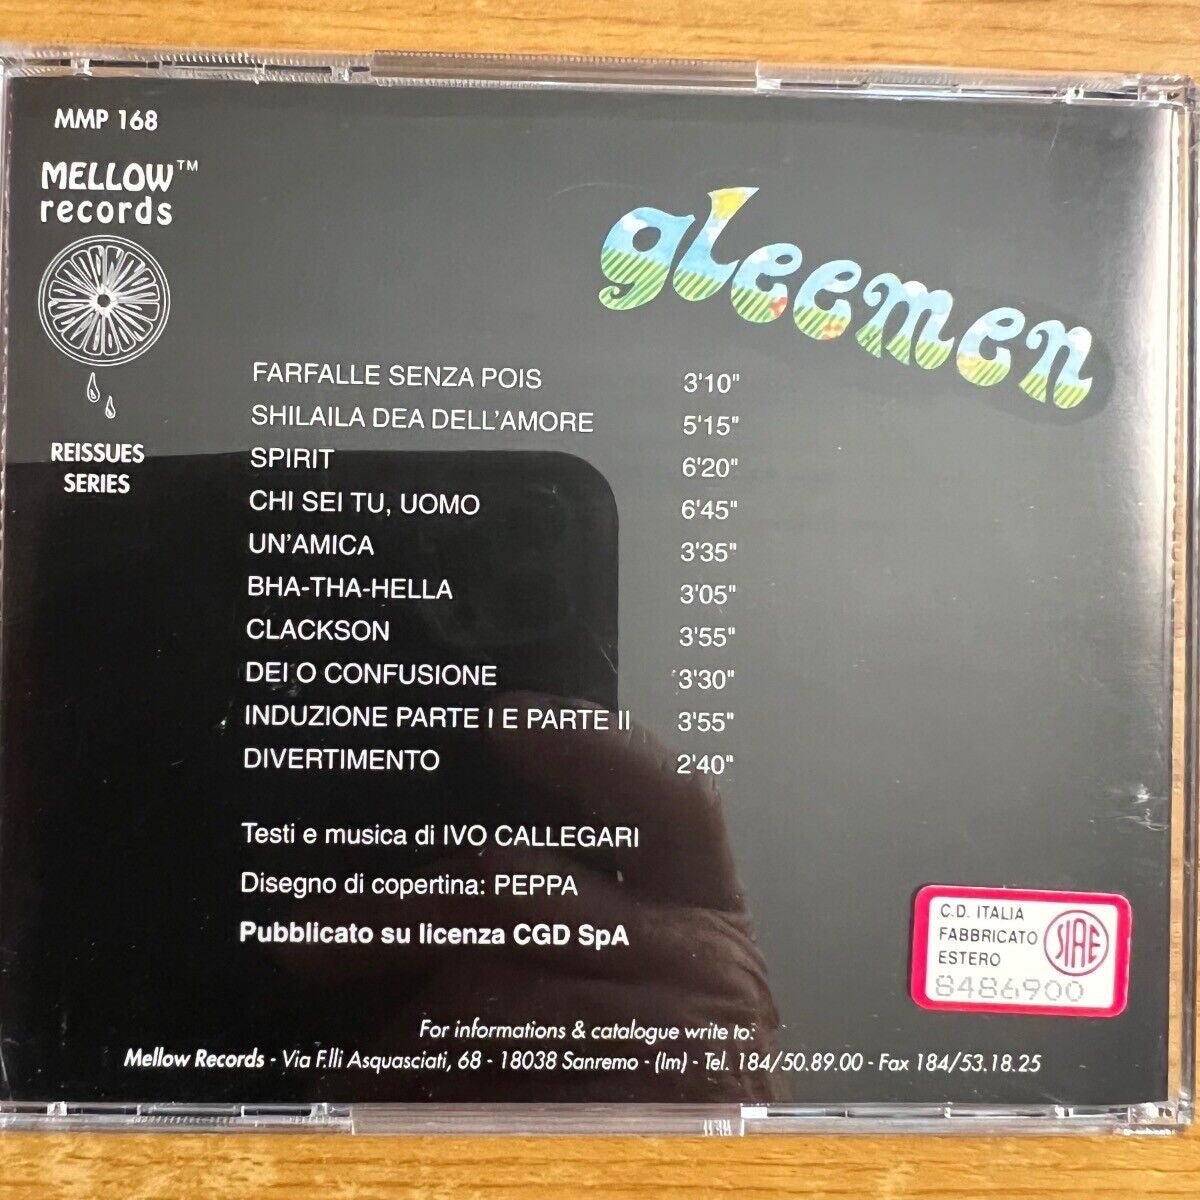 MMP 168
MELLOW™
records
REISSUES
SERIES
gleemen
FARFALLE SENZA POIS 3'10"
SHILAILA DEA DELL'AMORE 5'15"
SPIRIT 6'20"
CHI SEI TU, UOMO 6'45"
UN'AMICA 3'35"
BHA-THA-HELLA 3'05"
CLACKSON 3'55"
DEI O CONFUSIONE 3'30"
INDUZIONE PARTE I E PARTE II 3'55"
DIVERTIMENTO 2'40"
Testi e musica di IVO CALLEGARI
Disegno di copertina: PEPPA
Pubblicato su licenza CGD SpA
C.D. ITALIA
FABBRICATO
ESTERO
SIAE
8486900
For informations & catalogue write to:
Mellow Records - Via F.lli Asquasciati, 68 - 18038 Sanremo - (Im) - Tel. 184/50.89.00 - Fax 184/53.18.25